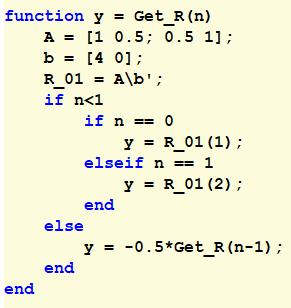 function y = Get_R(n)
    A = [1 0.5; 0.5 1];
    b = [4 0];
    R_01 = A\b';
    if n<1
        if n == 0
            y = R_01(1);
        elseif n == 1
            y = R_01(2);
        end
    else
        y = -0.5*Get_R(n-1);
    end
end